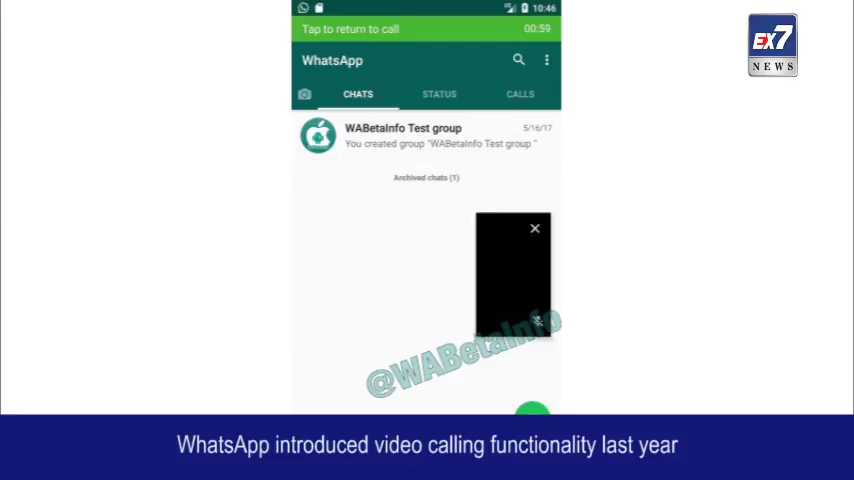 10:46
Tap to return to call 00:59
WhatsApp
CHATS STATUS CALLS
WABetaInfo Test group 5/16/17
You created group "WABetaInfo Test group "
Archived chats (1)
@WABetaInfo
EX7
NEWS
WhatsApp introduced video calling functionality last year